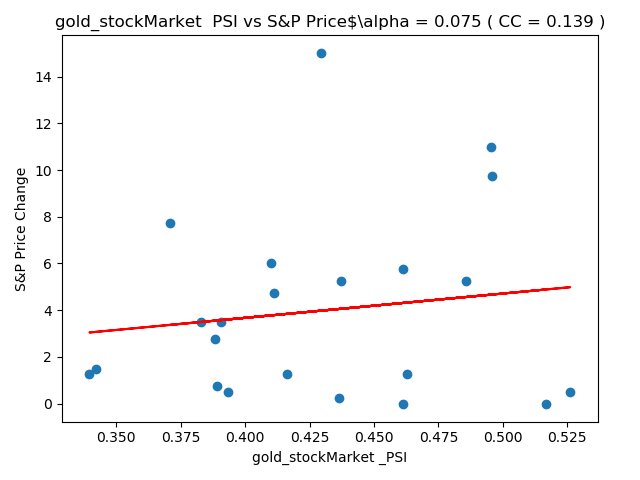 gold_stockMarket  PSI vs S&P Price$\alpha = 0.075 ( CC = 0.139 )
S&P Price Change
14
12
10
8
6
4
2
0
0.350 0.375 0.400 0.425 0.450 0.475 0.500 0.525
gold_stockMarket _PSI